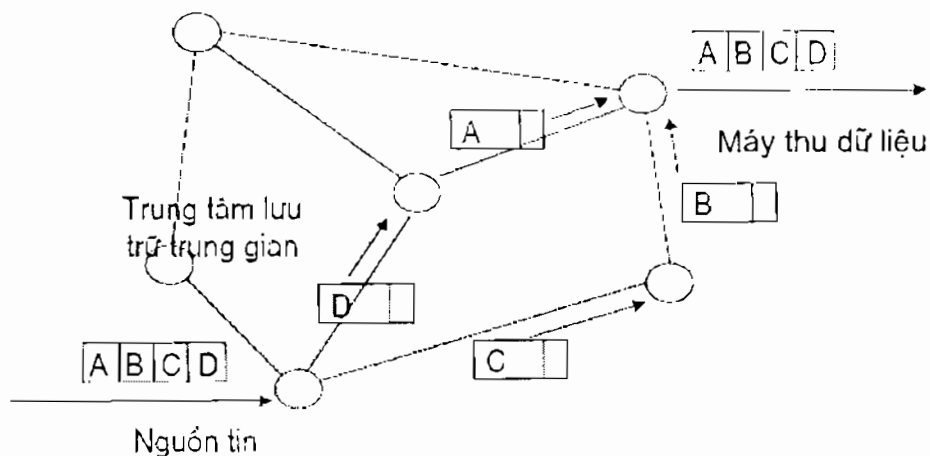 A B C D
A
Máy thu dữ liệu
B
Trung tâm lưu
trữ trung gian
D
A B C D
C
Nguồn tin